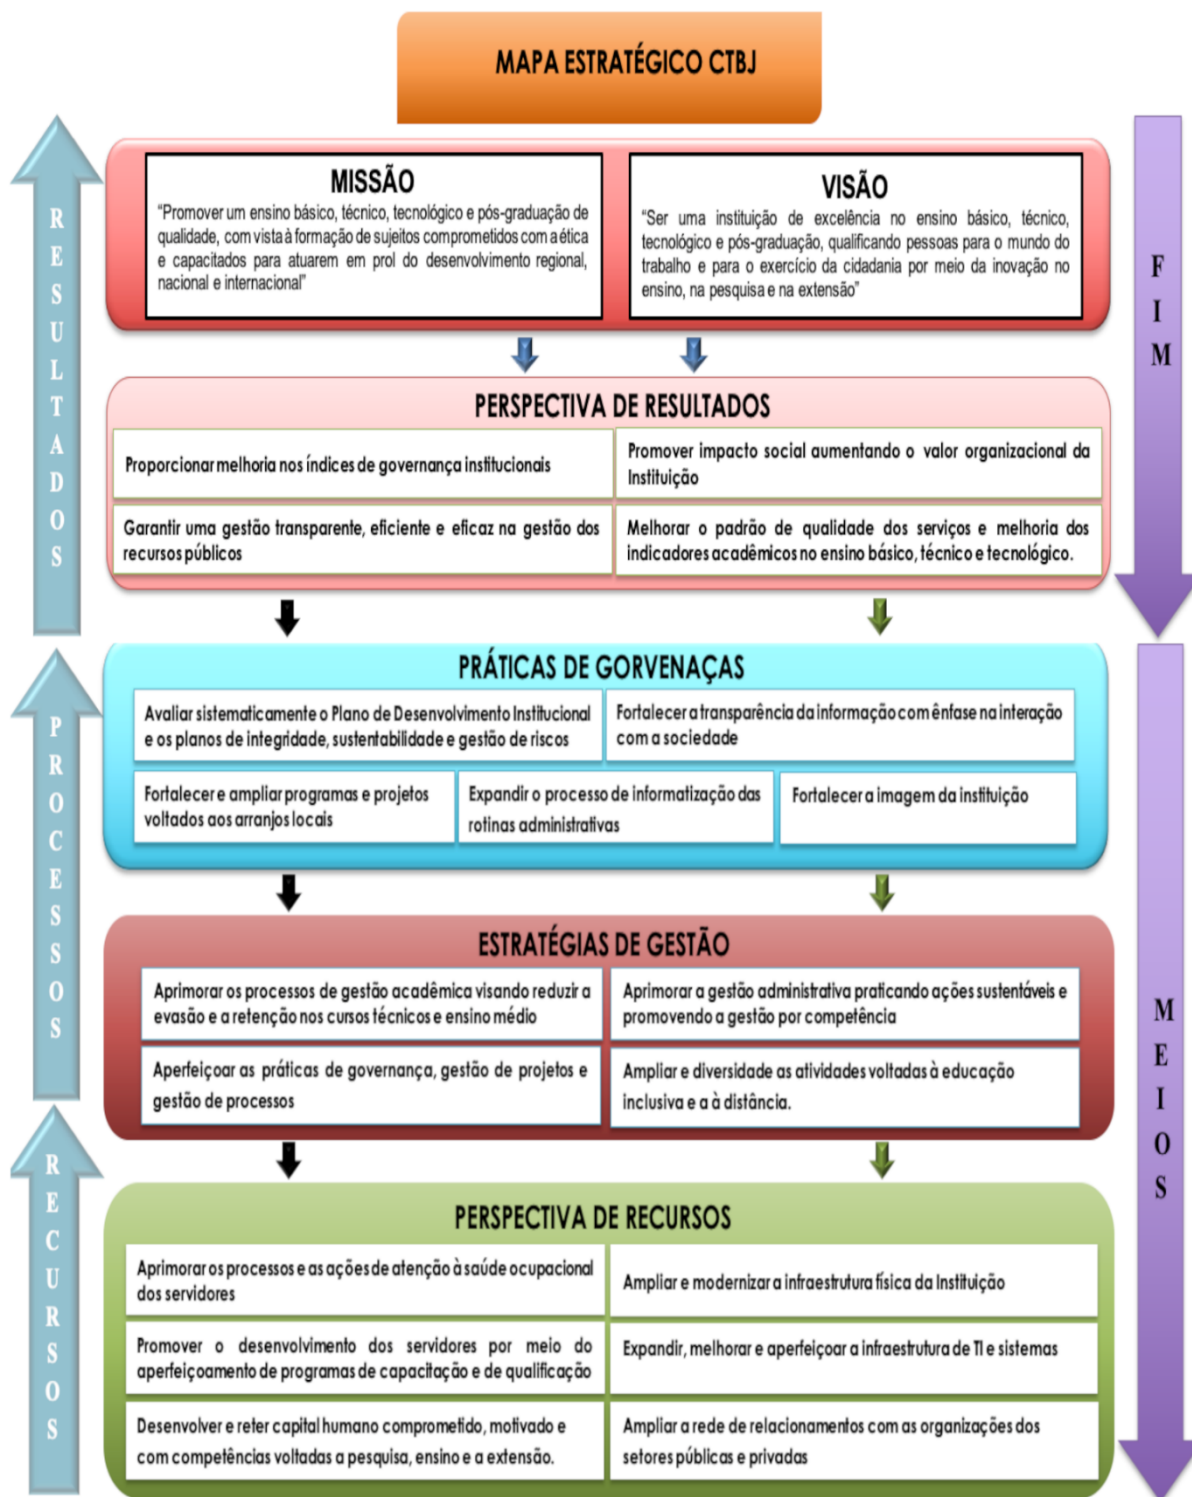 MAPA ESTRATÉGICO CTBJ
RESULTADOS
FIM
MISSÃO
“Promover um ensino básico, técnico, tecnológico e pós-graduação de
qualidade, com vista à formação de sujeitos comprometidos com a ética
e capacitados para atuarem em prol do desenvolvimento regional,
nacional e internacional”
VISÃO
“Ser uma instituição de excelência no ensino básico, técnico,
tecnológico e pós-graduação, qualificando pessoas para o mundo do
trabalho e para o exercício da cidadania por meio da inovação no
ensino, na pesquisa e na extensão”
PERSPECTIVA DE RESULTADOS
Proporcionar melhoria nos índices de governança institucionais
Promover impacto social aumentando o valor organizacional da
Instituição
Garantir uma gestão transparente, eficiente e eficaz na gestão dos
recursos públicos
Melhorar o padrão de qualidade dos serviços e melhoria dos
indicadores acadêmicos no ensino básico, técnico e tecnológico.
PROCESSOS
MEIOS
PRÁTICAS DE GORVENAÇAS
Avaliar sistematicamente o Plano de Desenvolvimento Institucional
e os planos de integridade, sustentabilidade e gestão de riscos
Fortalecer a transparência da informação com ênfase na interação
com a sociedade
Fortalecer e ampliar programas e projetos
voltados aos arranjos locais
Expandir o processo de informatização das
rotinas administrativas
Fortalecer a imagem da instituição
ESTRATÉGIAS DE GESTÃO
Aprimorar os processos de gestão acadêmica visando reduzir a
evasão e a retenção nos cursos técnicos e ensino médio
Aprimorar a gestão administrativa praticando ações sustentáveis e
promovendo a gestão por competência
Aperfeiçoar as práticas de governança, gestão de projetos e
gestão de processos
Ampliar e diversidade as atividades voltadas à educação
inclusiva e a à distância.
RECURSOS
PERSPECTIVA DE RECURSOS
Aprimorar os processos e as ações de atenção à saúde ocupacional
dos servidores
Ampliar e modernizar a infraestrutura física da Instituição
Promover o desenvolvimento dos servidores por meio do
aperfeiçoamento de programas de capacitação e de qualificação
Expandir, melhorar e aperfeiçoar a infraestrutura de TI e sistemas
Desenvolver e reter capital humano comprometido, motivado e
com competências voltadas a pesquisa, ensino e a extensão.
Ampliar a rede de relacionamentos com as organizações dos
setores públicas e privadas